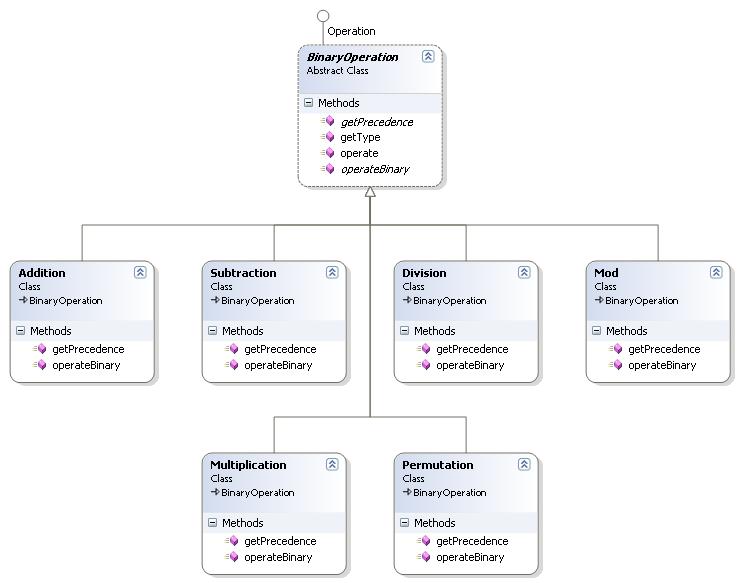 Operation
BinaryOperation
Abstract Class
Methods
getPrecedence
getType
operate
operateBinary
Addition
Class
BinaryOperation
Methods
getPrecedence
operateBinary
Subtraction
Class
BinaryOperation
Methods
getPrecedence
operateBinary
Division
Class
BinaryOperation
Methods
getPrecedence
operateBinary
Mod
Class
BinaryOperation
Methods
getPrecedence
operateBinary
Multiplication
Class
BinaryOperation
Methods
getPrecedence
operateBinary
Permutation
Class
BinaryOperation
Methods
getPrecedence
operateBinary